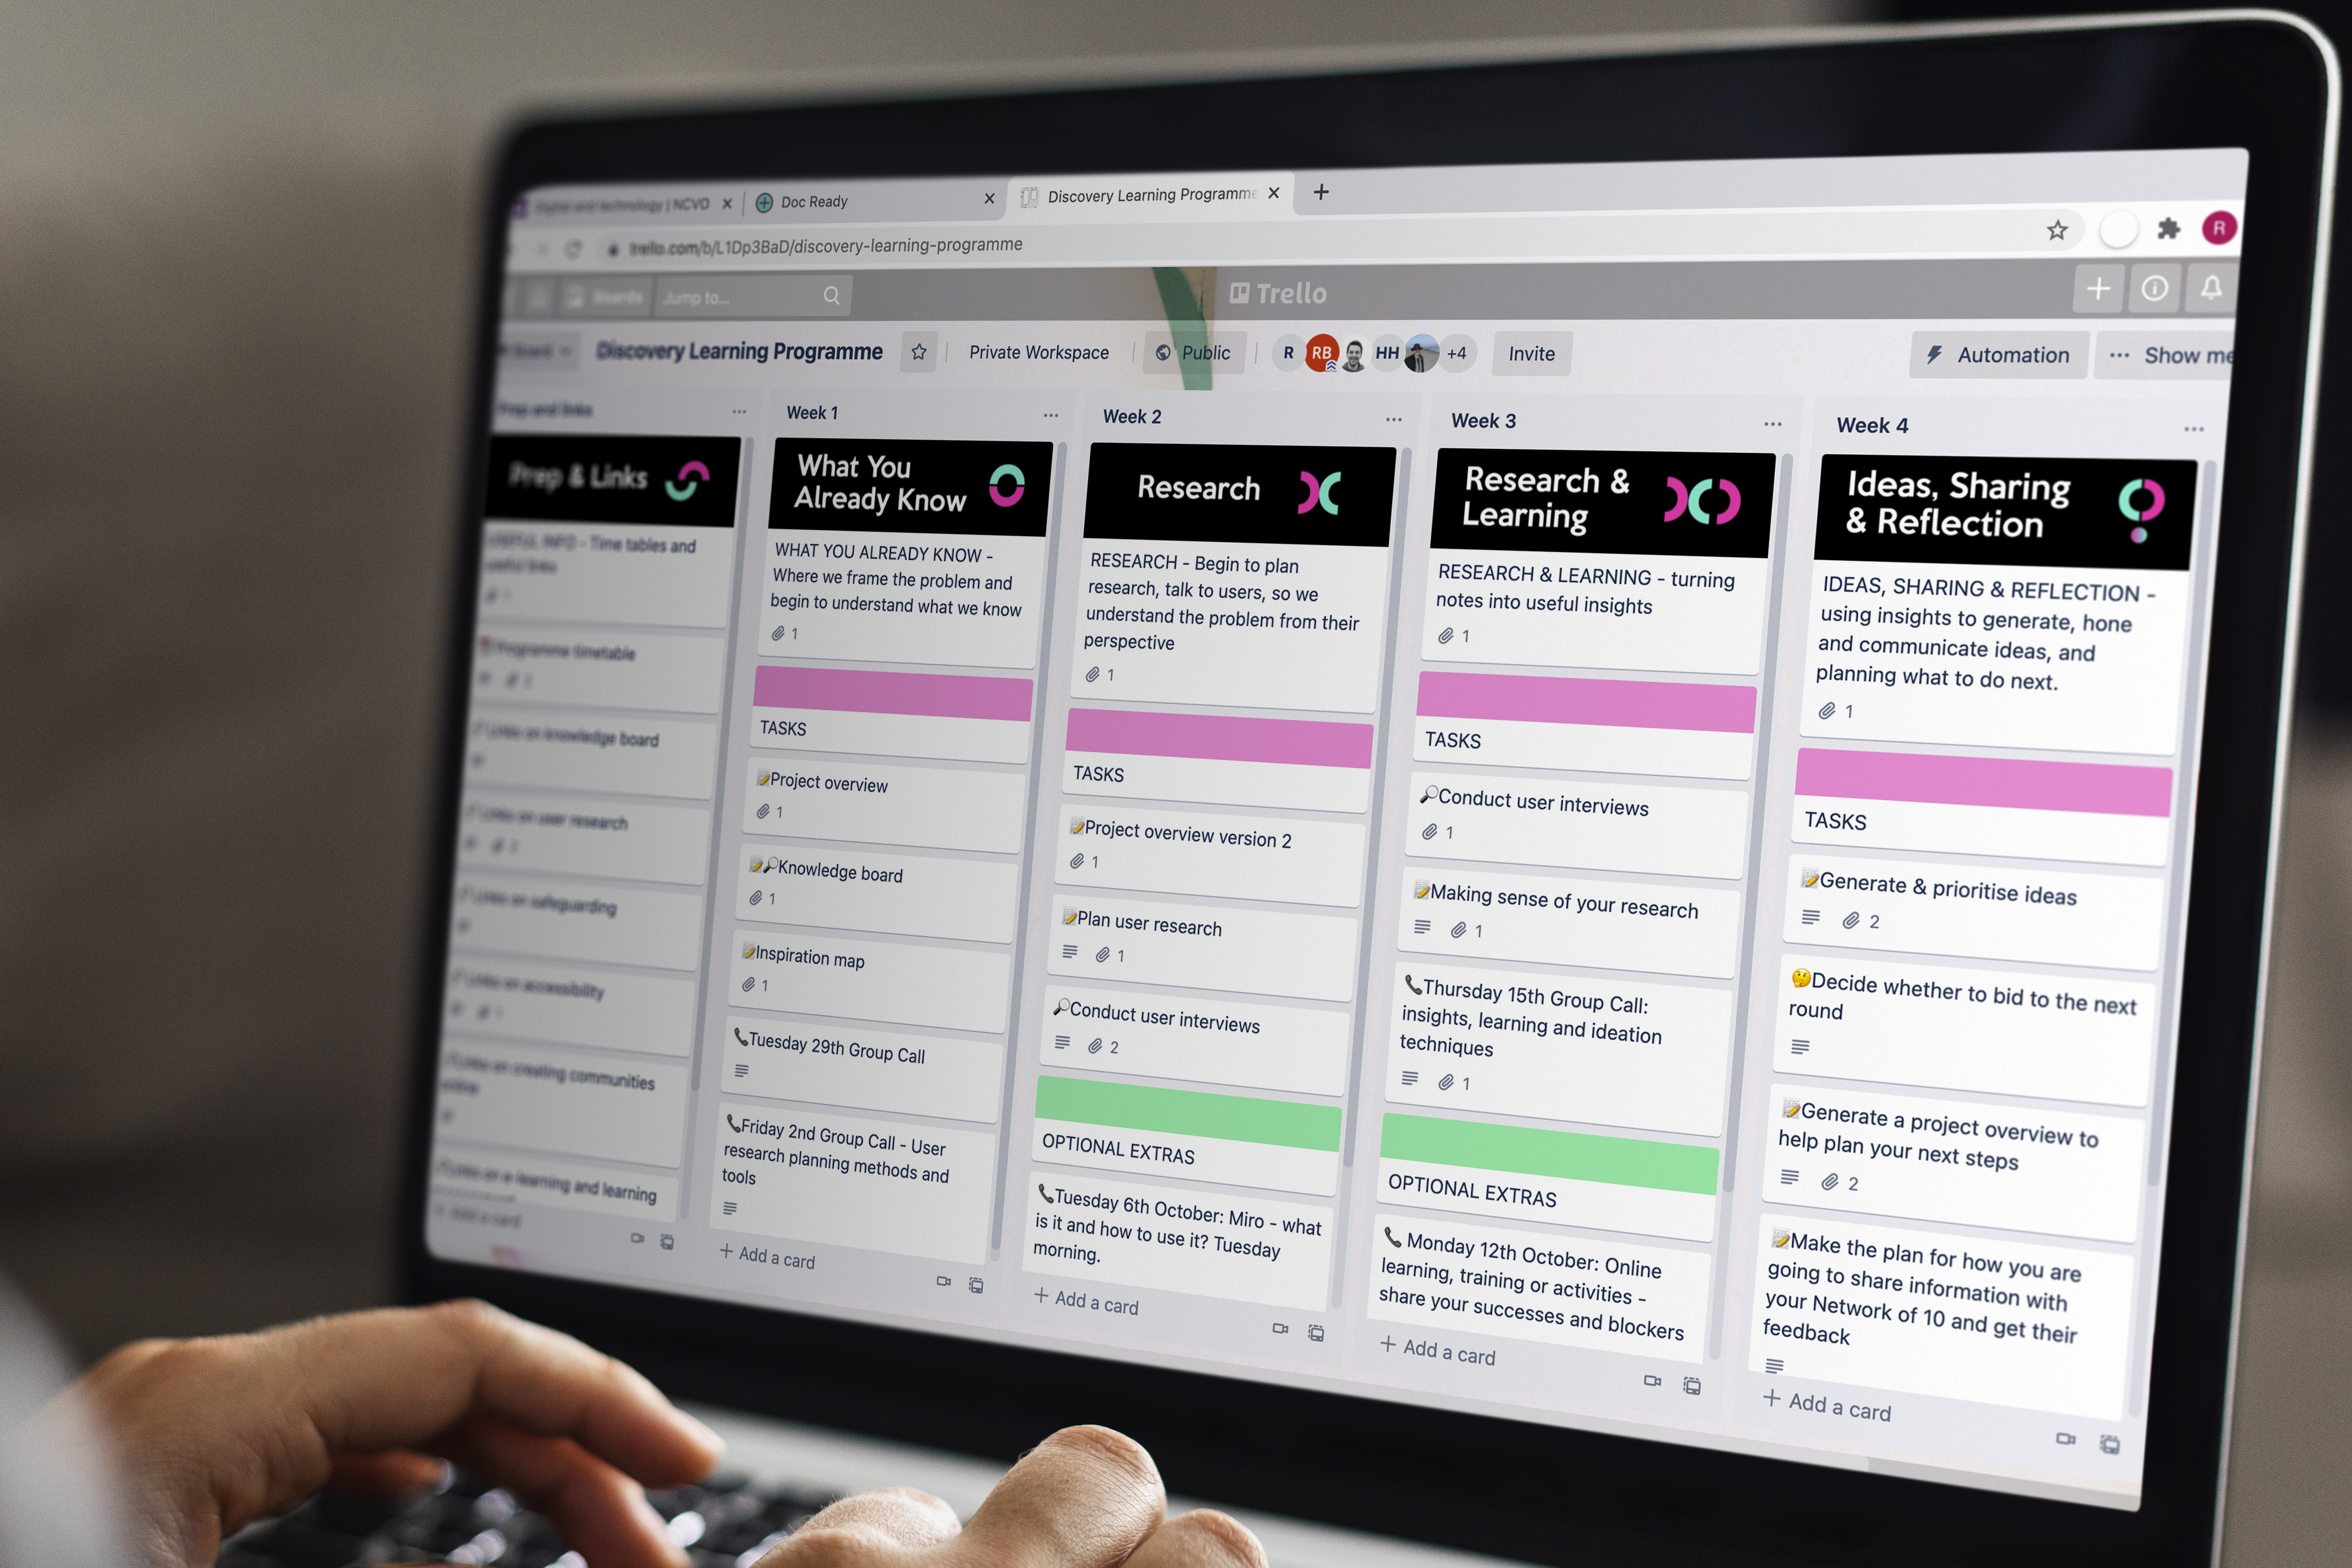 Digital and technology | NCVO
Doc Ready
Discovery Learning Programme
trello.com/b/L1Dp3BaD/discovery-learning-programme
R
Boards
Jump to...
Trello
Board
Discovery Learning Programme
Private Workspace
Public
R
RB
HH
+4
Invite
Automation
Show me
Prep and links
Prep & Links
USEFUL INFO - Time tables and
useful links
1
Programme timetable
Links on knowledge board
Links on user research
Links on safeguarding
Links on accessibility
1
Links on creating communities
online
Links on e-learning and learning
Add a card
Week 1
What You
Already Know
WHAT YOU ALREADY KNOW -
Where we frame the problem and
begin to understand what we know
1
TASKS
Project overview
1
Knowledge board
1
Inspiration map
1
Tuesday 29th Group Call
Friday 2nd Group Call - User
research planning methods and
tools
+ Add a card
Week 2
Research
RESEARCH - Begin to plan
research, talk to users, so we
understand the problem from their
perspective
1
TASKS
Project overview version 2
1
Plan user research
1
Conduct user interviews
2
OPTIONAL EXTRAS
Tuesday 6th October: Miro - what
is it and how to use it? Tuesday
morning.
+ Add a card
Week 3
Research &
Learning
RESEARCH & LEARNING - turning
notes into useful insights
1
TASKS
Conduct user interviews
1
Making sense of your research
1
Thursday 15th Group Call:
insights, learning and ideation
techniques
1
OPTIONAL EXTRAS
Monday 12th October: Online
learning, training or activities -
share your successes and blockers
+ Add a card
Week 4
Ideas, Sharing
& Reflection
IDEAS, SHARING & REFLECTION -
using insights to generate, hone
and communicate ideas, and
planning what to do next.
1
TASKS
Generate & prioritise ideas
2
Decide whether to bid to the next
round
Generate a project overview to
help plan your next steps
2
Make the plan for how you are
going to share information with
your Network of 10 and get their
feedback
+ Add a card